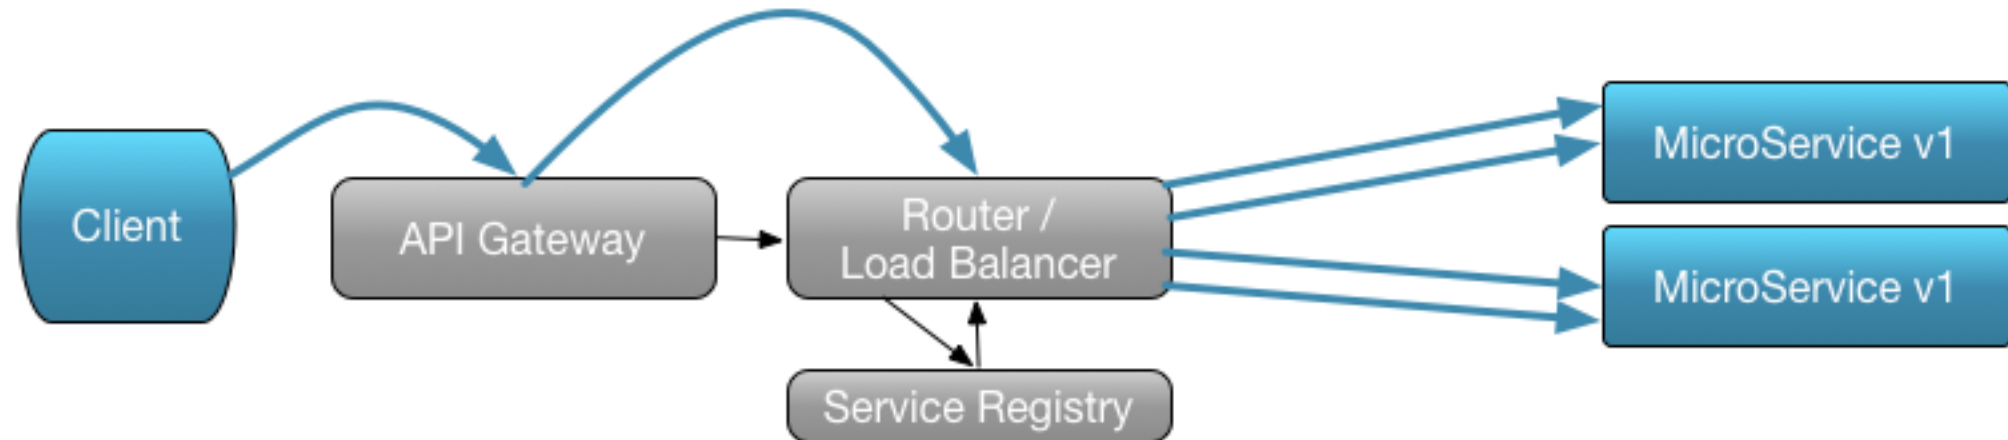 Client
API Gateway
Router /
Load Balancer
Service Registry
MicroService v1
MicroService v1